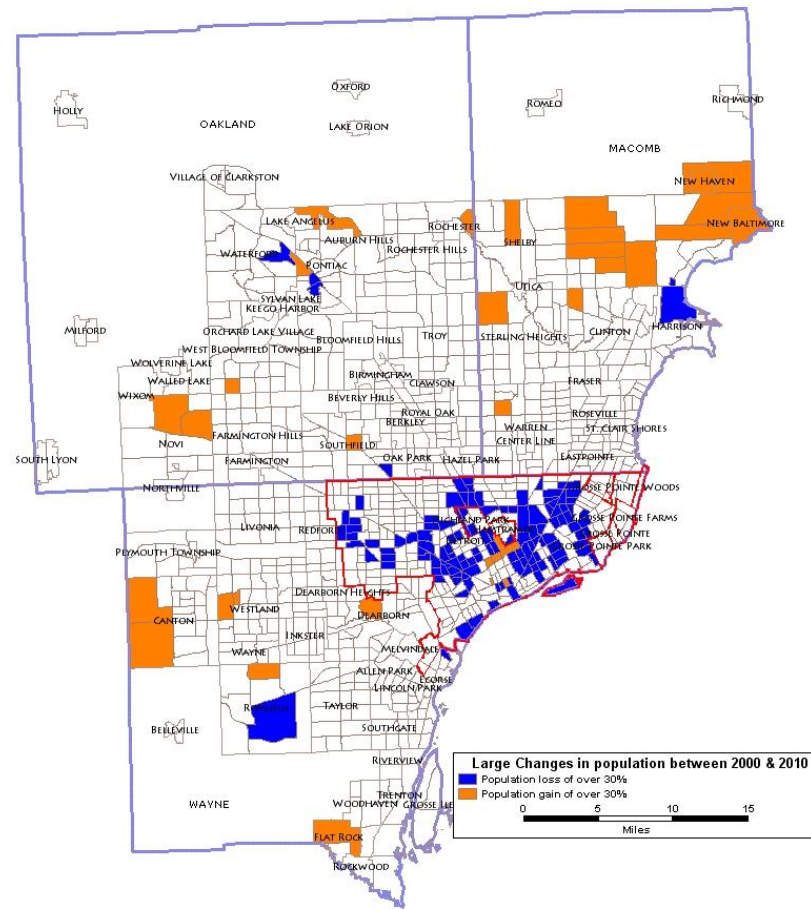 OXFORD
HOLLY
ROMEO
RICHMOND
OAKLAND
LAKE ORION
MACOMB
VILLAGE OF CLARKSTON
NEW HAVEN
LAKE ANGELUS
ROCHESTER
NEW BALTIMORE
AUBURN HILLS
SHELBY
ROCHESTER HILLS
WATERFORD
PONTIAC
UTICA
SYLVAN LAKE
KEEGO HARBOR
HARRISON
MILFORD
ORCHARD LAKE VILLAGE
BLOOMFIELD HILLS
TROY
STERLING HEIGHTS
CLINTON
WEST BLOOMFIELD TOWNSHIP
WOLVERINE LAKE
BIRMINGHAM
WALLED LAKE
CLAWSON
FRASER
WIXOM
BEVERLY HILLS
ROYAL OAK
ROSEVILLE
BERKLEY
WARREN
ST. CLAIR SHORES
NOVI
FARMINGTON HILLS
SOUTHFIELD
CENTER LINE
SOUTH LYON
FARMINGTON
OAK PARK
HAZEL PARK
EASTPOINTE
NORTHVILLE
GROSSE POINTE WOODS
LIVONIA
REDFORD
HIGHLAND PARK
GROSSE POINTE FARMS
HAMTRAMCK
GROSSE POINTE
DETROIT
GROSSE POINTE PARK
PLYMOUTH TOWNSHIP
DEARBORN HEIGHTS
WESTLAND
DEARBORN
CANTON
INKSTER
WAYNE
MELVINDALE
ALLEN PARK
ECORSE
LINCOLN PARK
ROMULUS
TAYLOR
BELLEVILLE
SOUTHGATE
RIVERVIEW
TRENTON
WAYNE
WOODHAVEN
GROSSE ILE
FLAT ROCK
ROCKWOOD
Large Changes in population between 2000 & 2010
Population loss of over 30%
Population gain of over 30%
0 5 10 15
Miles